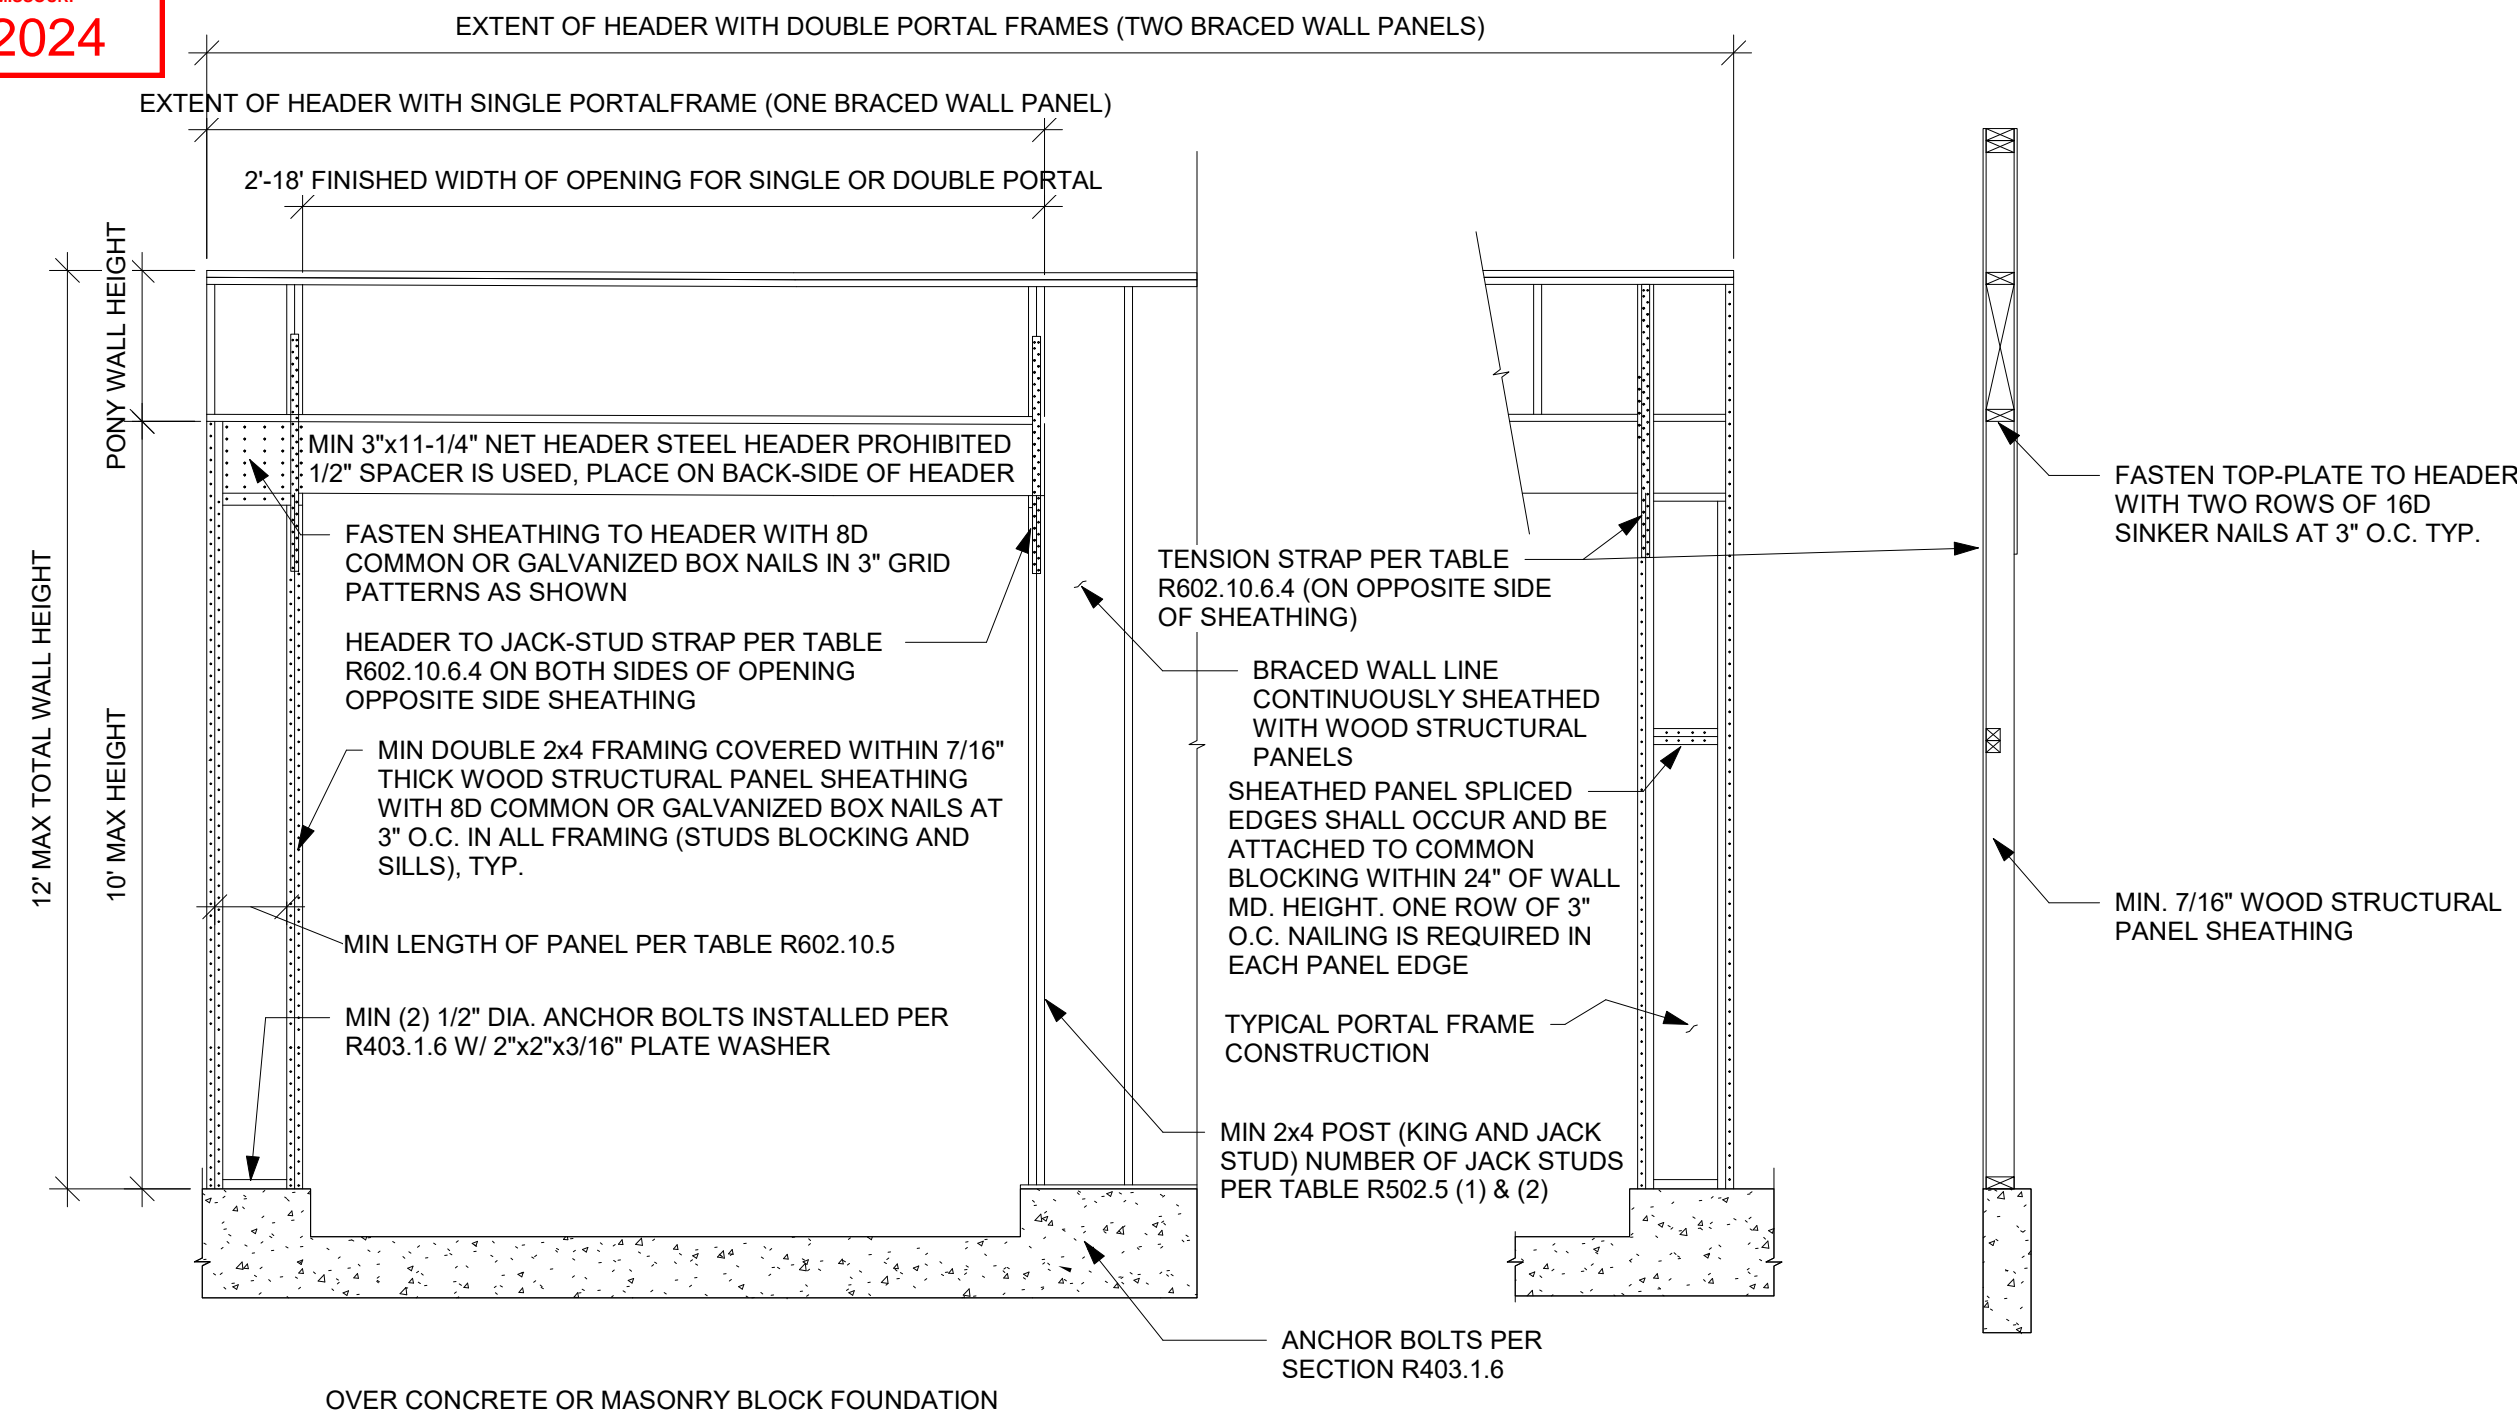 MISSOURI
2024
EXTENT OF HEADER WITH DOUBLE PORTAL FRAMES (TWO BRACED WALL PANELS)
EXTENT OF HEADER WITH SINGLE PORTALFRAME (ONE BRACED WALL PANEL)
2'-18' FINISHED WIDTH OF OPENING FOR SINGLE OR DOUBLE PORTAL
PONY WALL HEIGHT
12' MAX TOTAL WALL HEIGHT
10' MAX HEIGHT
MIN 3"x11-1/4" NET HEADER STEEL HEADER PROHIBITED
1/2" SPACER IS USED, PLACE ON BACK-SIDE OF HEADER
FASTEN SHEATHING TO HEADER WITH 8D
COMMON OR GALVANIZED BOX NAILS IN 3" GRID
PATTERNS AS SHOWN
HEADER TO JACK-STUD STRAP PER TABLE
R602.10.6.4 ON BOTH SIDES OF OPENING
OPPOSITE SIDE SHEATHING
MIN DOUBLE 2x4 FRAMING COVERED WITHIN 7/16"
THICK WOOD STRUCTURAL PANEL SHEATHING
WITH 8D COMMON OR GALVANIZED BOX NAILS AT
3" O.C. IN ALL FRAMING (STUDS BLOCKING AND
SILLS), TYP.
MIN LENGTH OF PANEL PER TABLE R602.10.5
MIN (2) 1/2" DIA. ANCHOR BOLTS INSTALLED PER
R403.1.6 W/ 2"x2"x3/16" PLATE WASHER
TENSION STRAP PER TABLE
R602.10.6.4 (ON OPPOSITE SIDE
OF SHEATHING)
BRACED WALL LINE
CONTINUOUSLY SHEATHED
WITH WOOD STRUCTURAL
PANELS
SHEATHED PANEL SPLICED
EDGES SHALL OCCUR AND BE
ATTACHED TO COMMON
BLOCKING WITHIN 24" OF WALL
MD. HEIGHT. ONE ROW OF 3"
O.C. NAILING IS REQUIRED IN
EACH PANEL EDGE
TYPICAL PORTAL FRAME
CONSTRUCTION
MIN 2x4 POST (KING AND JACK
STUD) NUMBER OF JACK STUDS
PER TABLE R502.5 (1) & (2)
ANCHOR BOLTS PER
SECTION R403.1.6
FASTEN TOP-PLATE TO HEADER
WITH TWO ROWS OF 16D
SINKER NAILS AT 3" O.C. TYP.
MIN. 7/16" WOOD STRUCTURAL
PANEL SHEATHING
OVER CONCRETE OR MASONRY BLOCK FOUNDATION